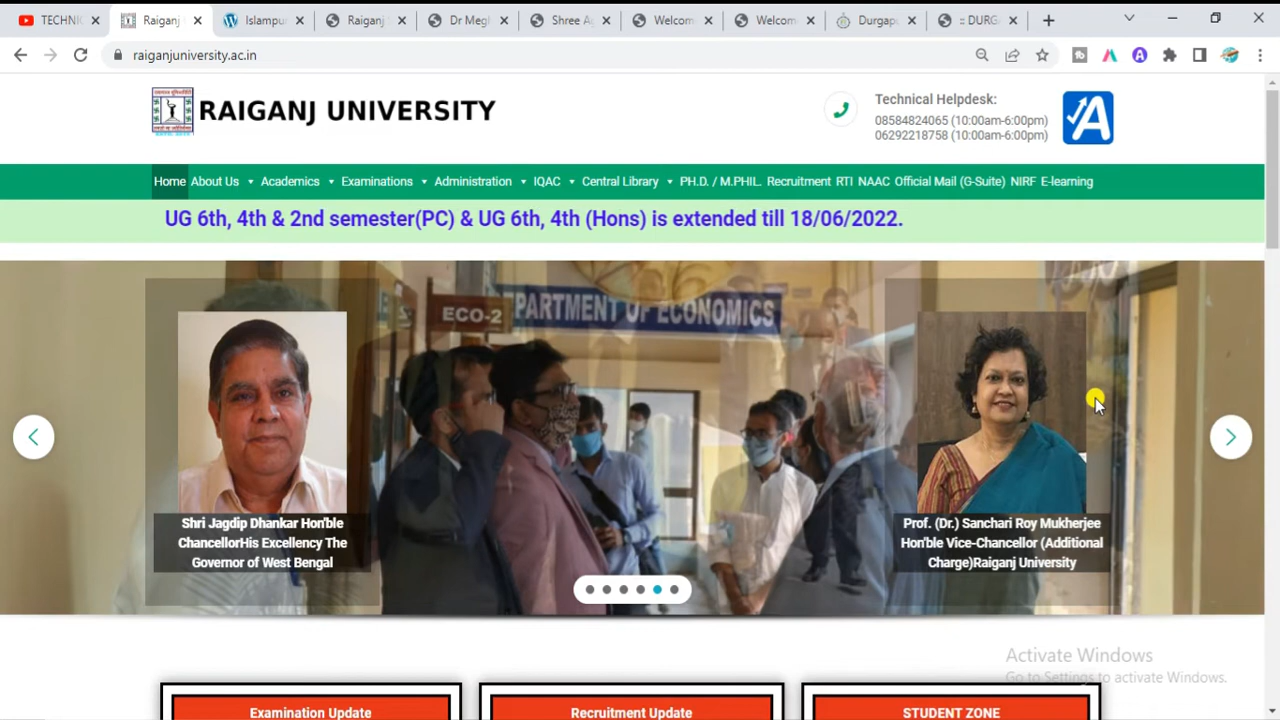 TECHNIC
Raiganj
Islampu
Raiganj
Dr Megh
Shree Ag
Welcom
Welcom
Durgapu
:: DURG
raiganjuniversity.ac.in
RAIGANJ UNIVERSITY
Technical Helpdesk:
08584824065 (10:00am-6:00pm)
06292218758 (10:00am-6:00pm)
A
Home About Us Academics Examinations Administration IQAC Central Library PH.D. / M.PHIL. Recruitment RTI NAAC Official Mail (G-Suite) NIRF E-learning
UG 6th, 4th & 2nd semester(PC) & UG 6th, 4th (Hons) is extended till 18/06/2022.
ECO-2
PARTMENT OF ECONOMICS
Shri Jagdip Dhankar Hon'ble
ChancellorHis Excellency The
Governor of West Bengal
Prof. (Dr.) Sanchari Roy Mukherjee
Hon'ble Vice-Chancellor (Additional
Charge)Raiganj University
Activate Windows
Go to Settings to activate Windows.
Examination Update
Recruitment Update
STUDENT ZONE